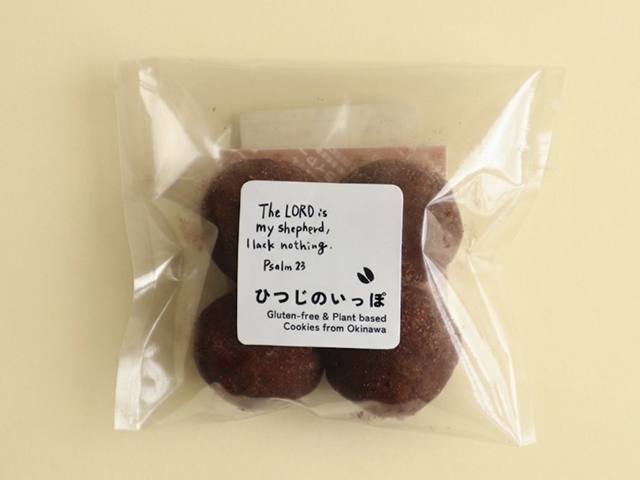 The LORD is
my shepherd,
I lack nothing.
Psalm 23
ひつじのいっぽ
Gluten-free & Plant based
Cookies from Okinawa